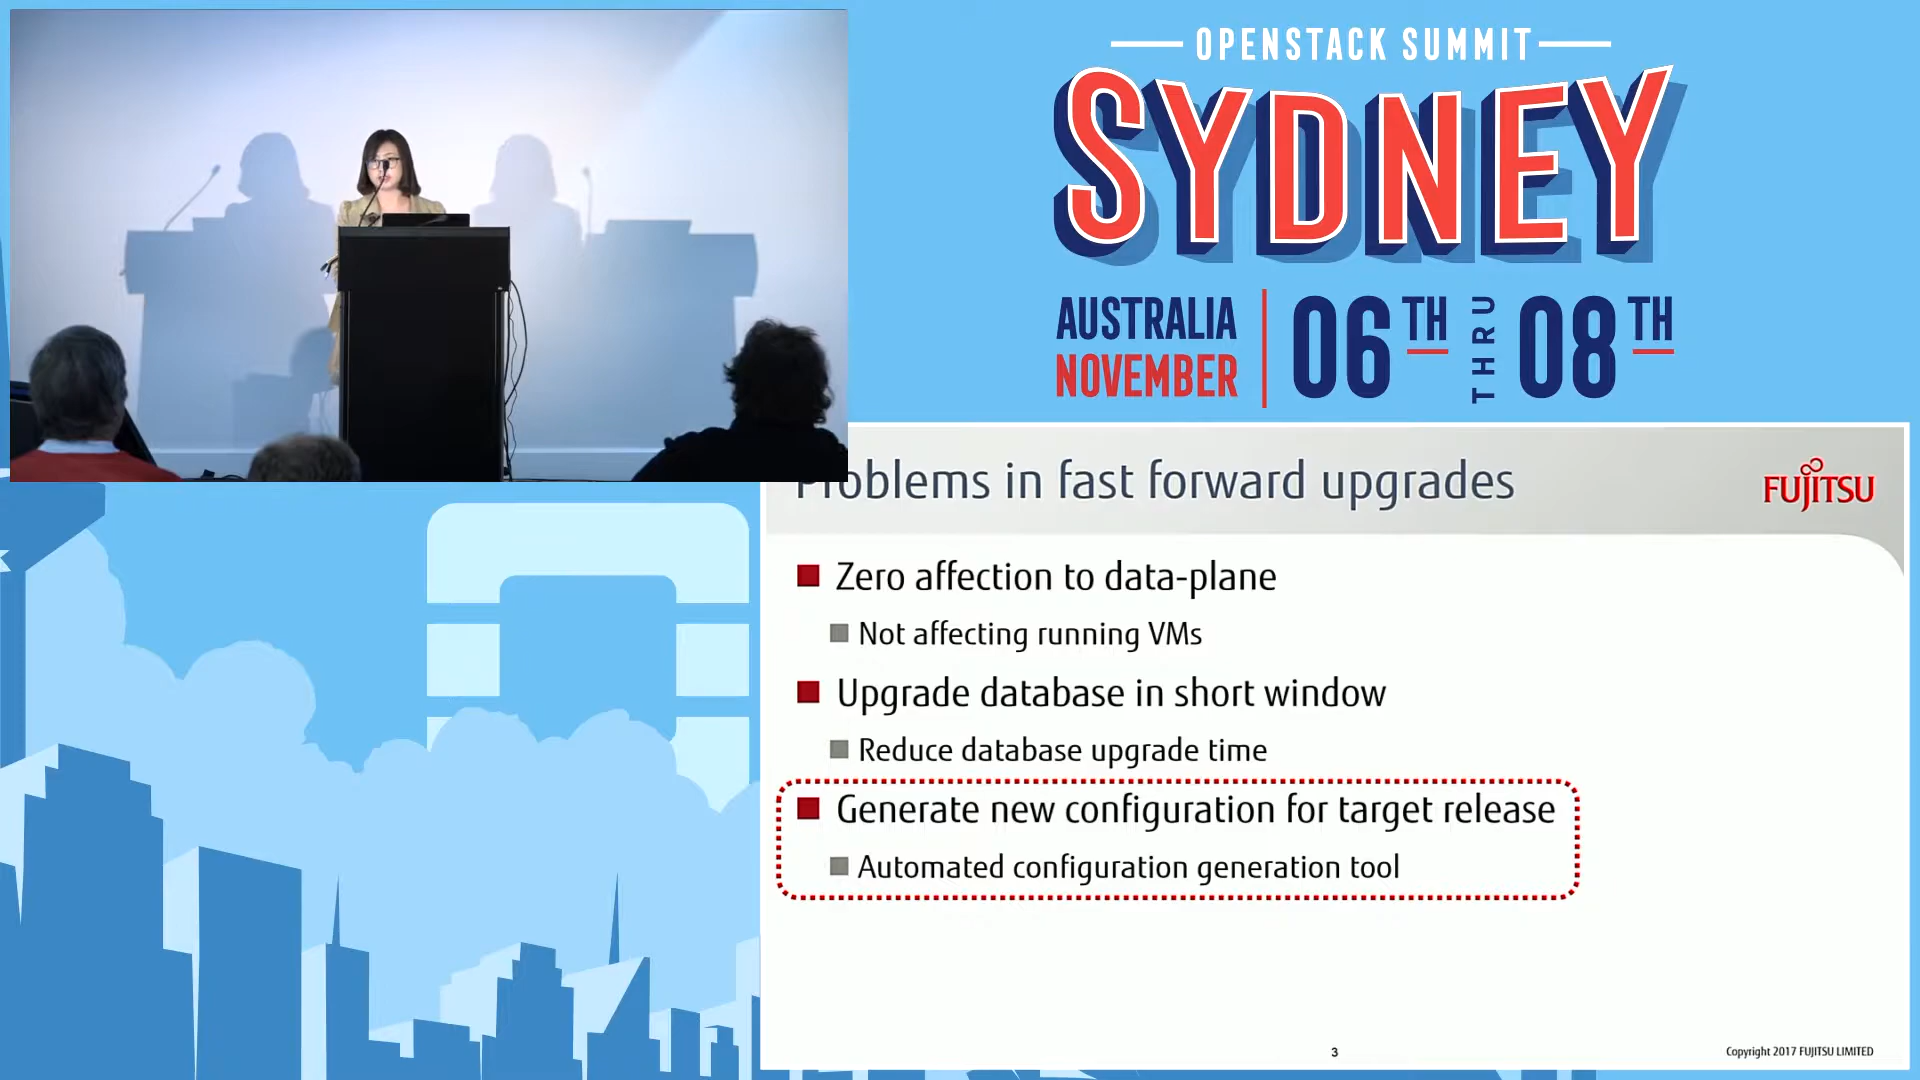 OPENSTACK SUMMIT
SYDNEY
AUSTRALIA
NOVEMBER
06TH THRU 08TH
Problems in fast forward upgrades
FUJITSU
Zero affection to data-plane
Not affecting running VMs
Upgrade database in short window
Reduce database upgrade time
Generate new configuration for target release
Automated configuration generation tool
3
Copyright 2017 FUJITSU LIMITED